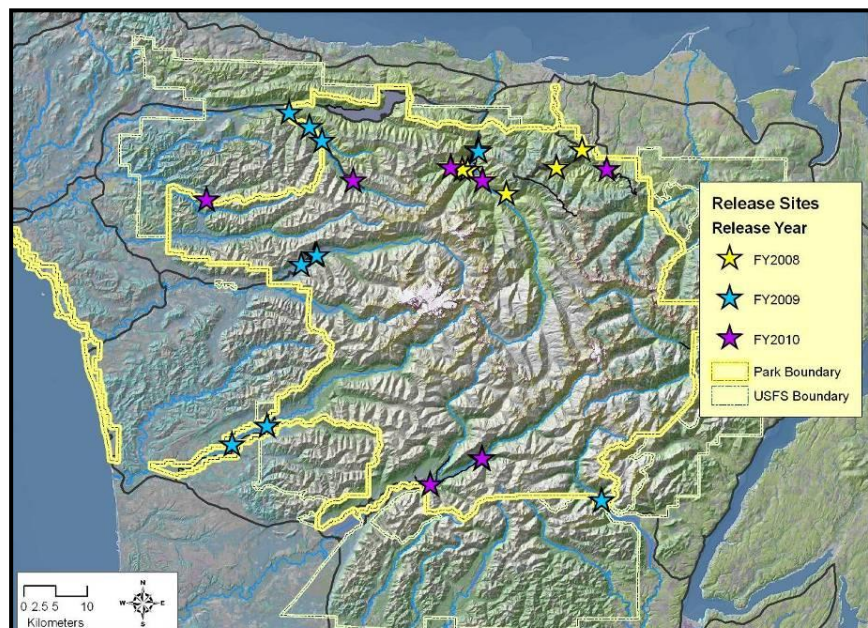 Release Sites
Release Year
FY2008
FY2009
FY2010
Park Boundary
USFS Boundary
0 2.5 5 10
Kilometers
N
W E
S